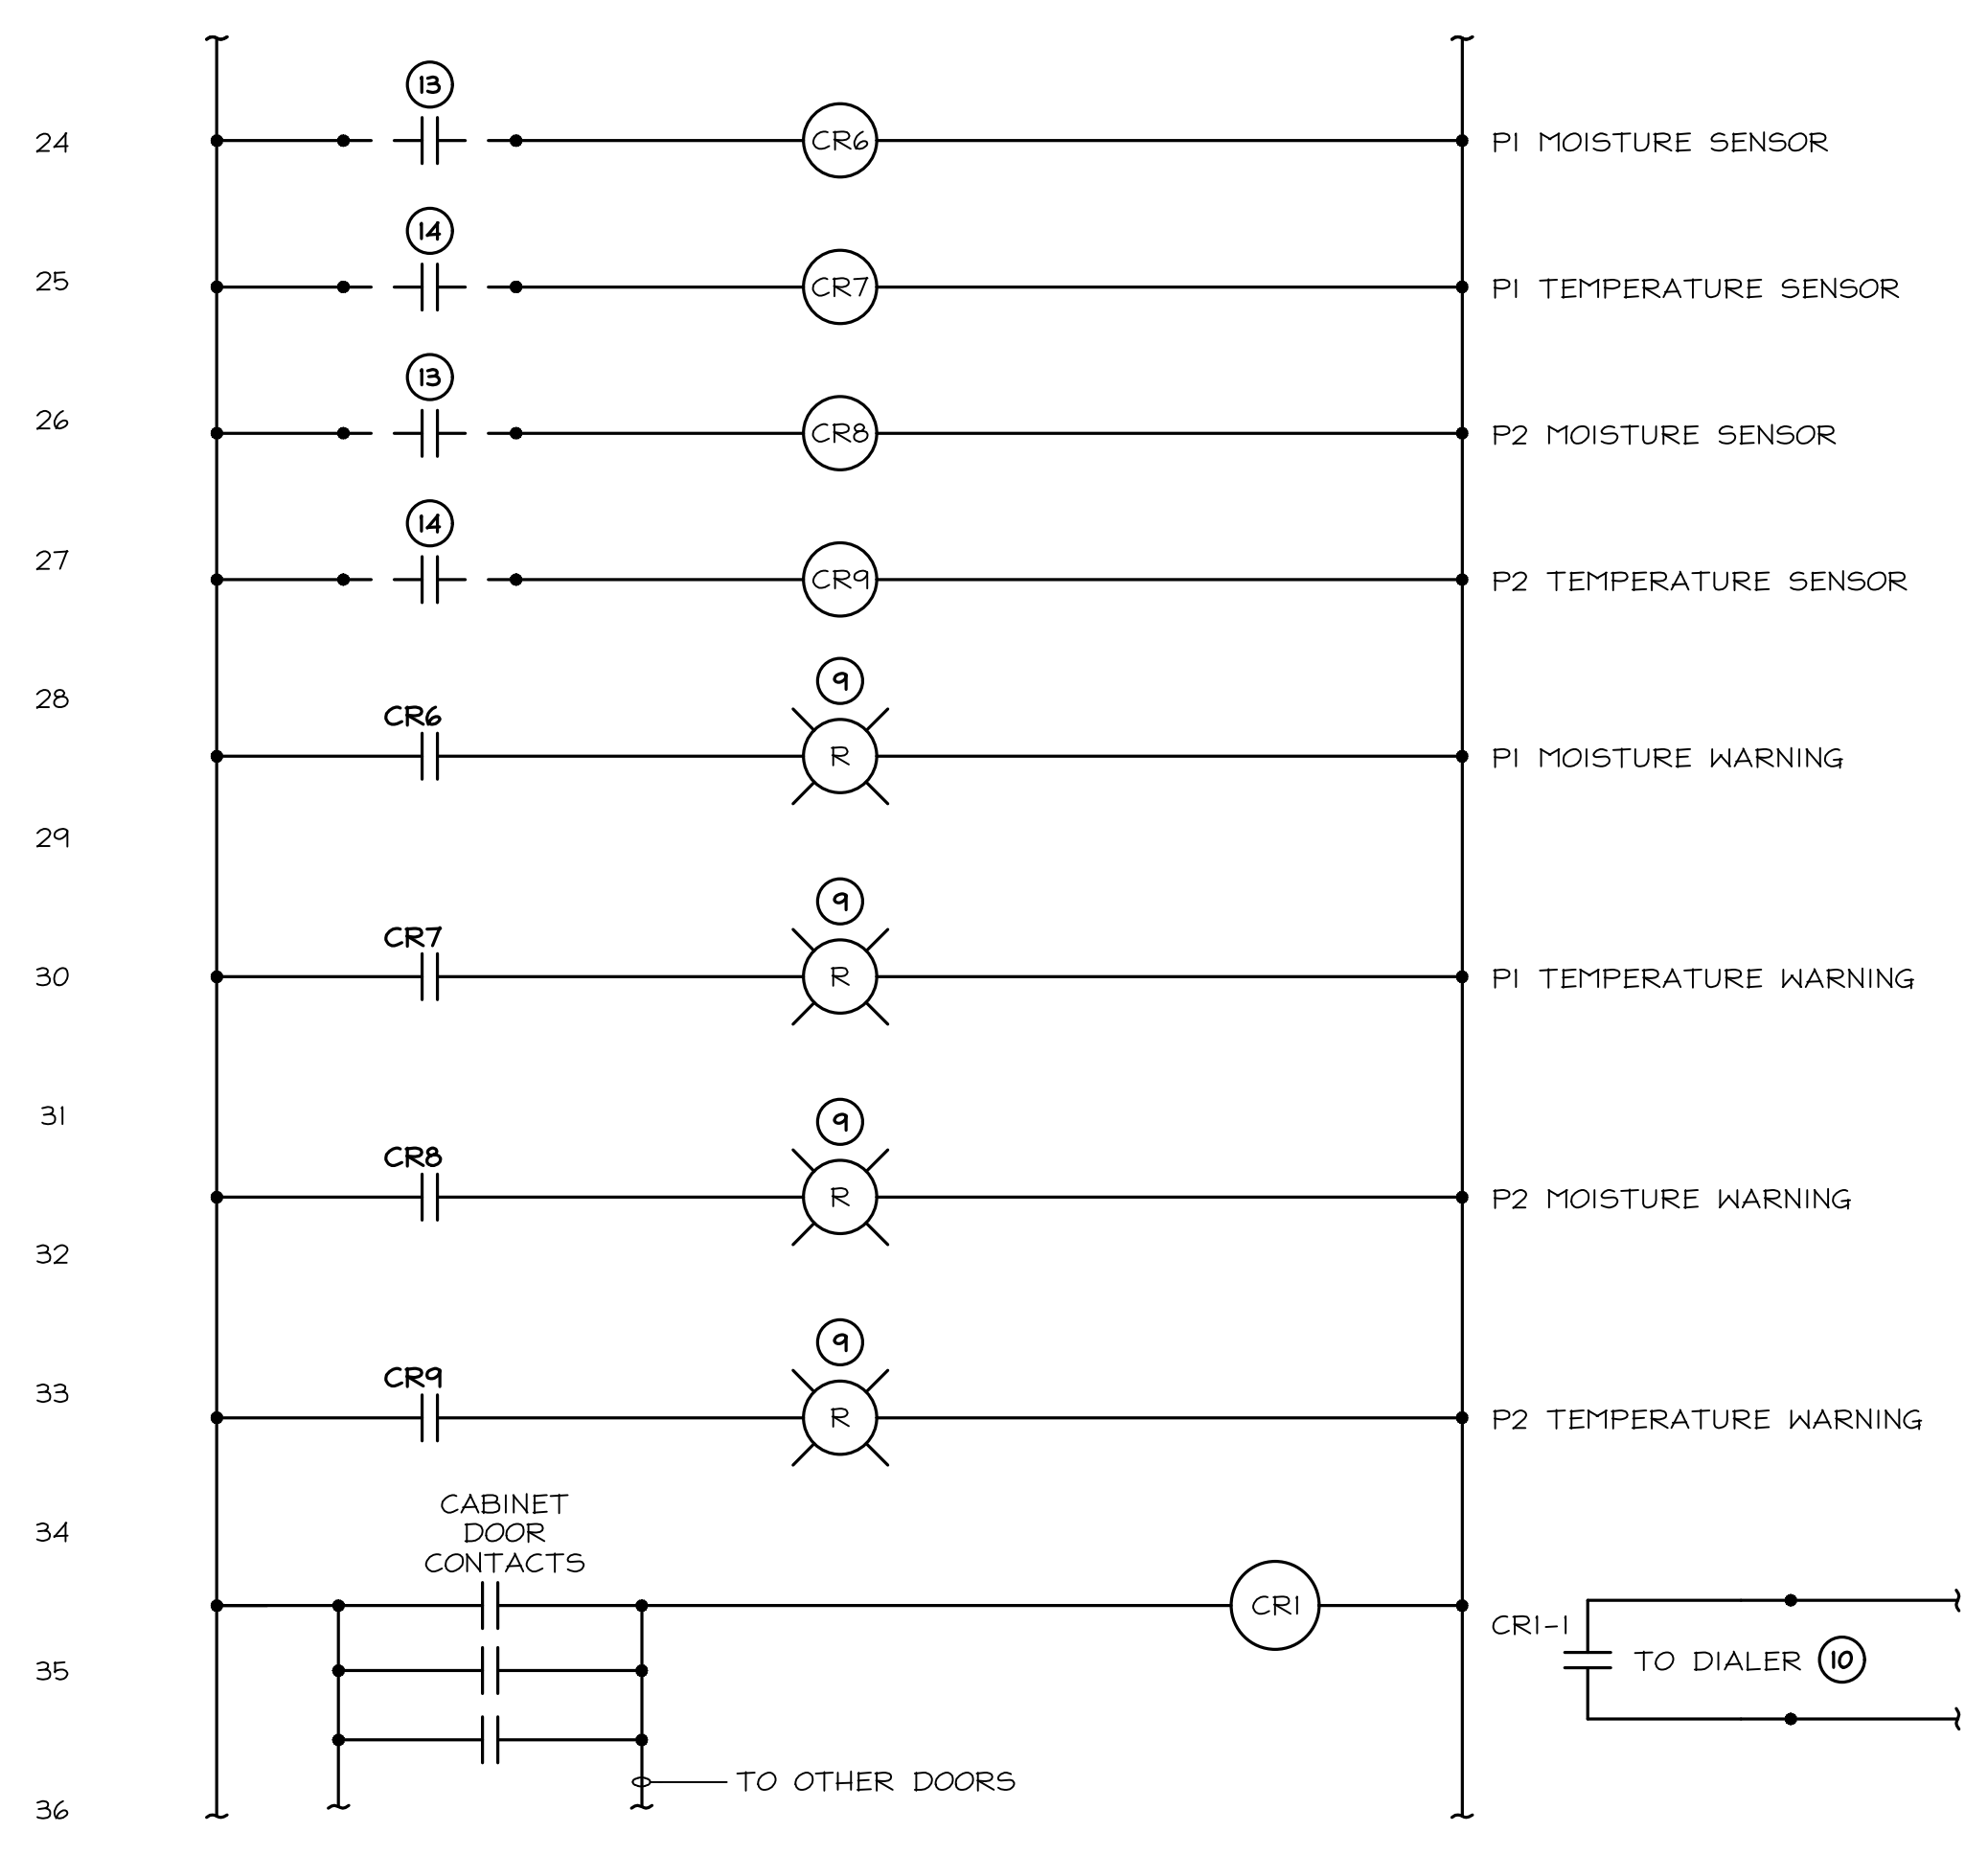 13
24
CR6
P1 MOISTURE SENSOR
14
25
CR7
P1 TEMPERATURE SENSOR
13
26
CR8
P2 MOISTURE SENSOR
14
27
CR9
P2 TEMPERATURE SENSOR
9
28
CR6
R
P1 MOISTURE WARNING
29
9
CR7
30
R
P1 TEMPERATURE WARNING
31
9
CR8
R
P2 MOISTURE WARNING
32
9
CR9
33
R
P2 TEMPERATURE WARNING
34
CABINET
DOOR
CONTACTS
CR1
CR1-1
35
TO DIALER 10
TO OTHER DOORS
36